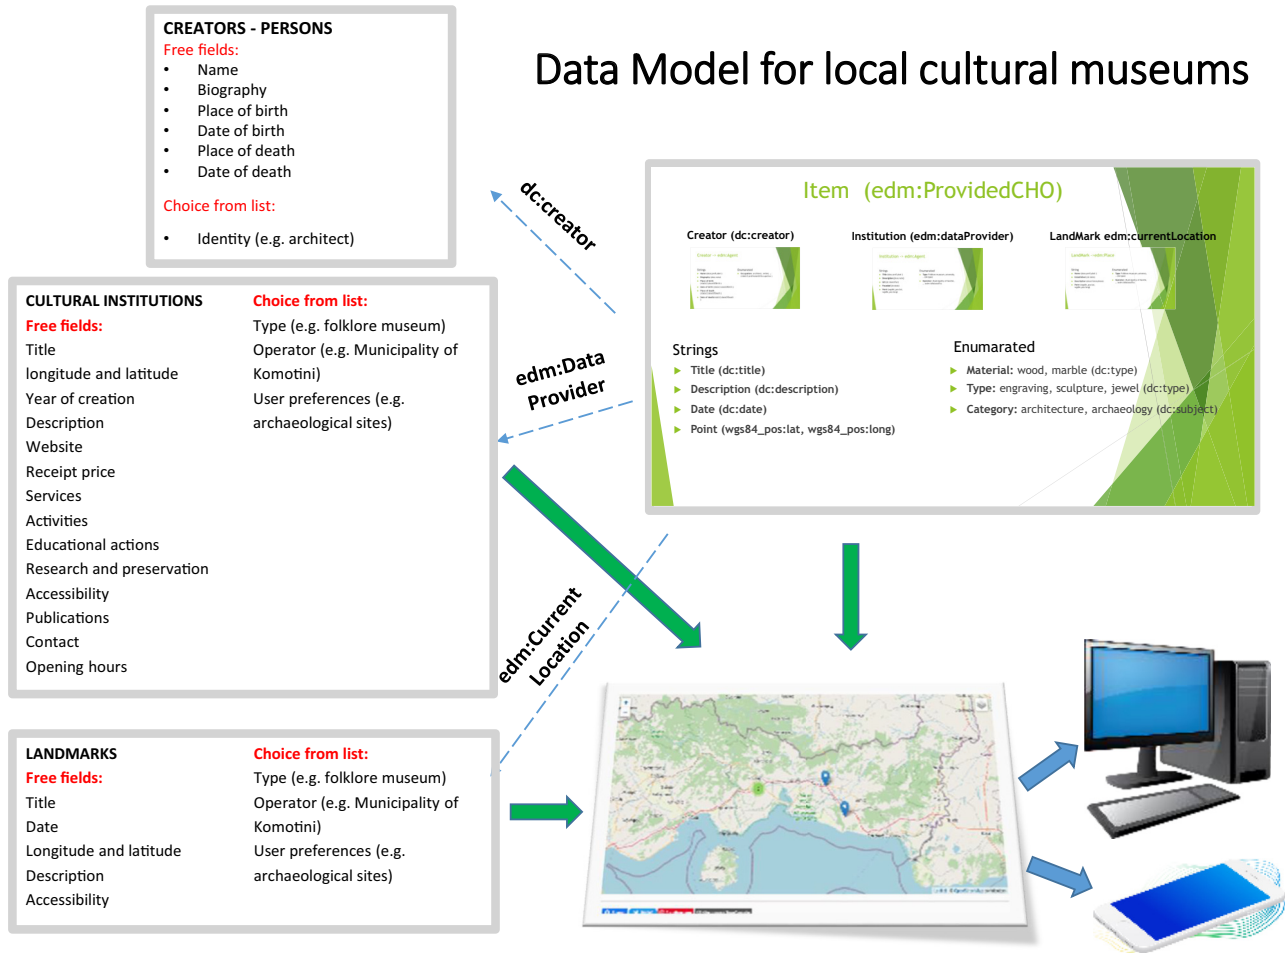 Data Model for local cultural museums
CREATORS - PERSONS
Free fields:
• Name
• Biography
• Place of birth
• Date of birth
• Place of death
• Date of death
Choice from list:
• Identity (e.g. architect)
dc:creator
Item (edm:ProvidedCHO)
Creator (dc:creator)
Institution (edm:dataProvider)
LandMark edm:currentLocation
Strings
Title (dc:title)
Description (dc:description)
Date (dc:date)
Point (wgs84_pos:lat, wgs84_pos:long)
Enumarated
Material: wood, marble (dc:type)
Type: engraving, sculpture, jewel (dc:type)
Category: architecture, archaeology (dc:subject)
CULTURAL INSTITUTIONS
Free fields:
Title
longitude and latitude
Year of creation
Description
Website
Receipt price
Services
Activities
Educational actions
Research and preservation
Accessibility
Publications
Contact
Opening hours
Choice from list:
Type (e.g. folklore museum)
Operator (e.g. Municipality of
Komotini)
User preferences (e.g.
archaeological sites)
edm:Data
Provider
edm:Current
Location
LANDMARKS
Free fields:
Title
Date
Longitude and latitude
Description
Accessibility
Choice from list:
Type (e.g. folklore museum)
Operator (e.g. Municipality of
Komotini)
User preferences (e.g.
archaeological sites)